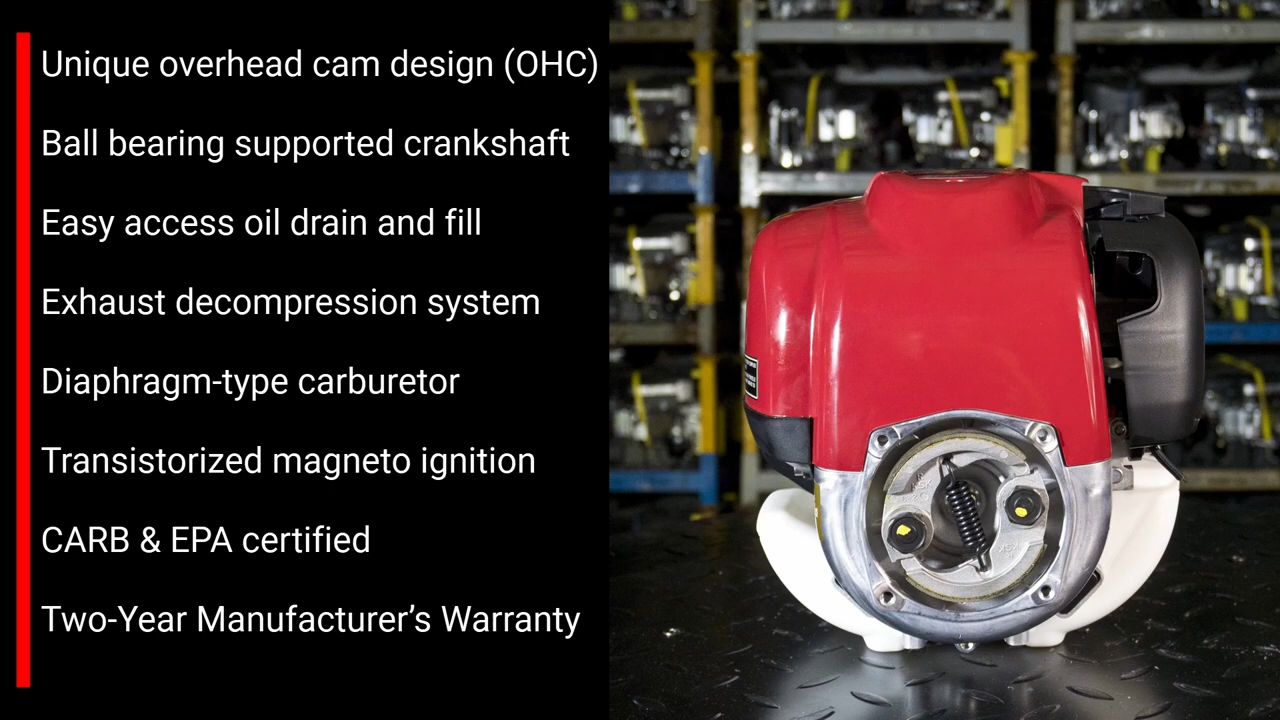 Unique overhead cam design (OHC)
Ball bearing supported crankshaft
Easy access oil drain and fill
Exhaust decompression system
Diaphragm-type carburetor
Transistorized magneto ignition
CARB & EPA certified
Two-Year Manufacturer’s Warranty
KSK